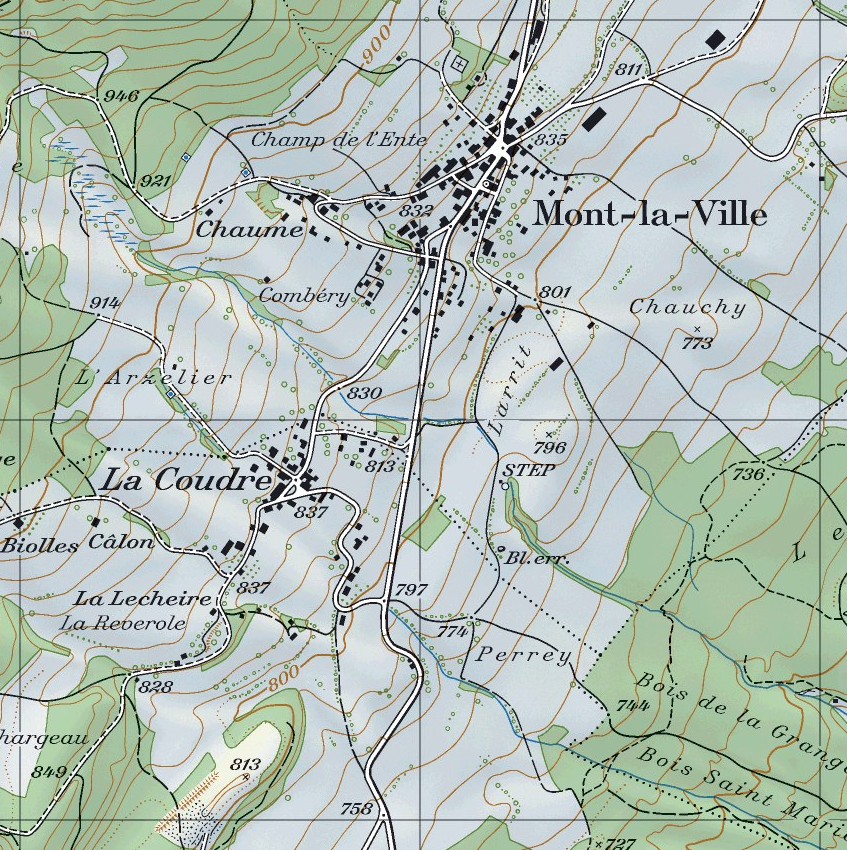 900
811
946
Champ de l'Ente
835
e
921
832
Mont-la-Ville
Chaume
Combéry
801
914
Chauchy
773
L'Arzelier
830
Larrit
796
813
STEP
736
La Coudre
837
Biolles
Câlon
Bl.err.
837
797
La Lecheire
La Reverole
774
Perrey
800
828
744
Bois de la Grange
hargeau
849
813
Bois Saint Mari
758
727